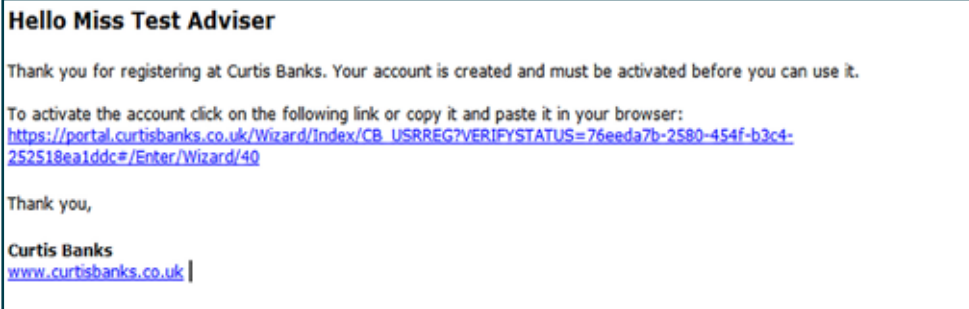 Hello Miss Test Adviser
Thank you for registering at Curtis Banks. Your account is created and must be activated before you can use it.
To activate the account click on the following link or copy it and paste it in your browser:
https://portal.curtisbanks.co.uk/Wizard/Index/CB_USRREG?VERIFYSTATUS=76eeda7b-2580-454f-b3c4-
252518ea1ddc#/Enter/Wizard/40
Thank you,
Curtis Banks
www.curtisbanks.co.uk